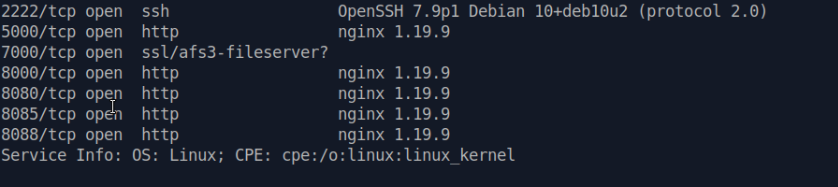 2222/tcp open  ssh                 OpenSSH 7.9p1 Debian 10+deb10u2 (protocol 2.0)
5000/tcp open  http                nginx 1.19.9
7000/tcp open  ssl/afs3-fileserver?
8000/tcp open  http                nginx 1.19.9
8080/tcp open  http                nginx 1.19.9
8085/tcp open  http                nginx 1.19.9
8088/tcp open  http                nginx 1.19.9
Service Info: OS: Linux; CPE: cpe:/o:linux:linux_kernel